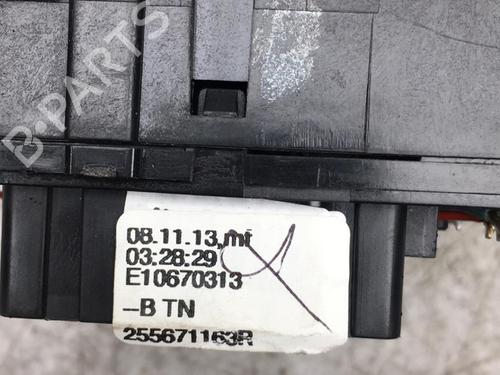 B-PARTS
08.11.13,mf
03:28:29
E10670313
--B TN
255671163R